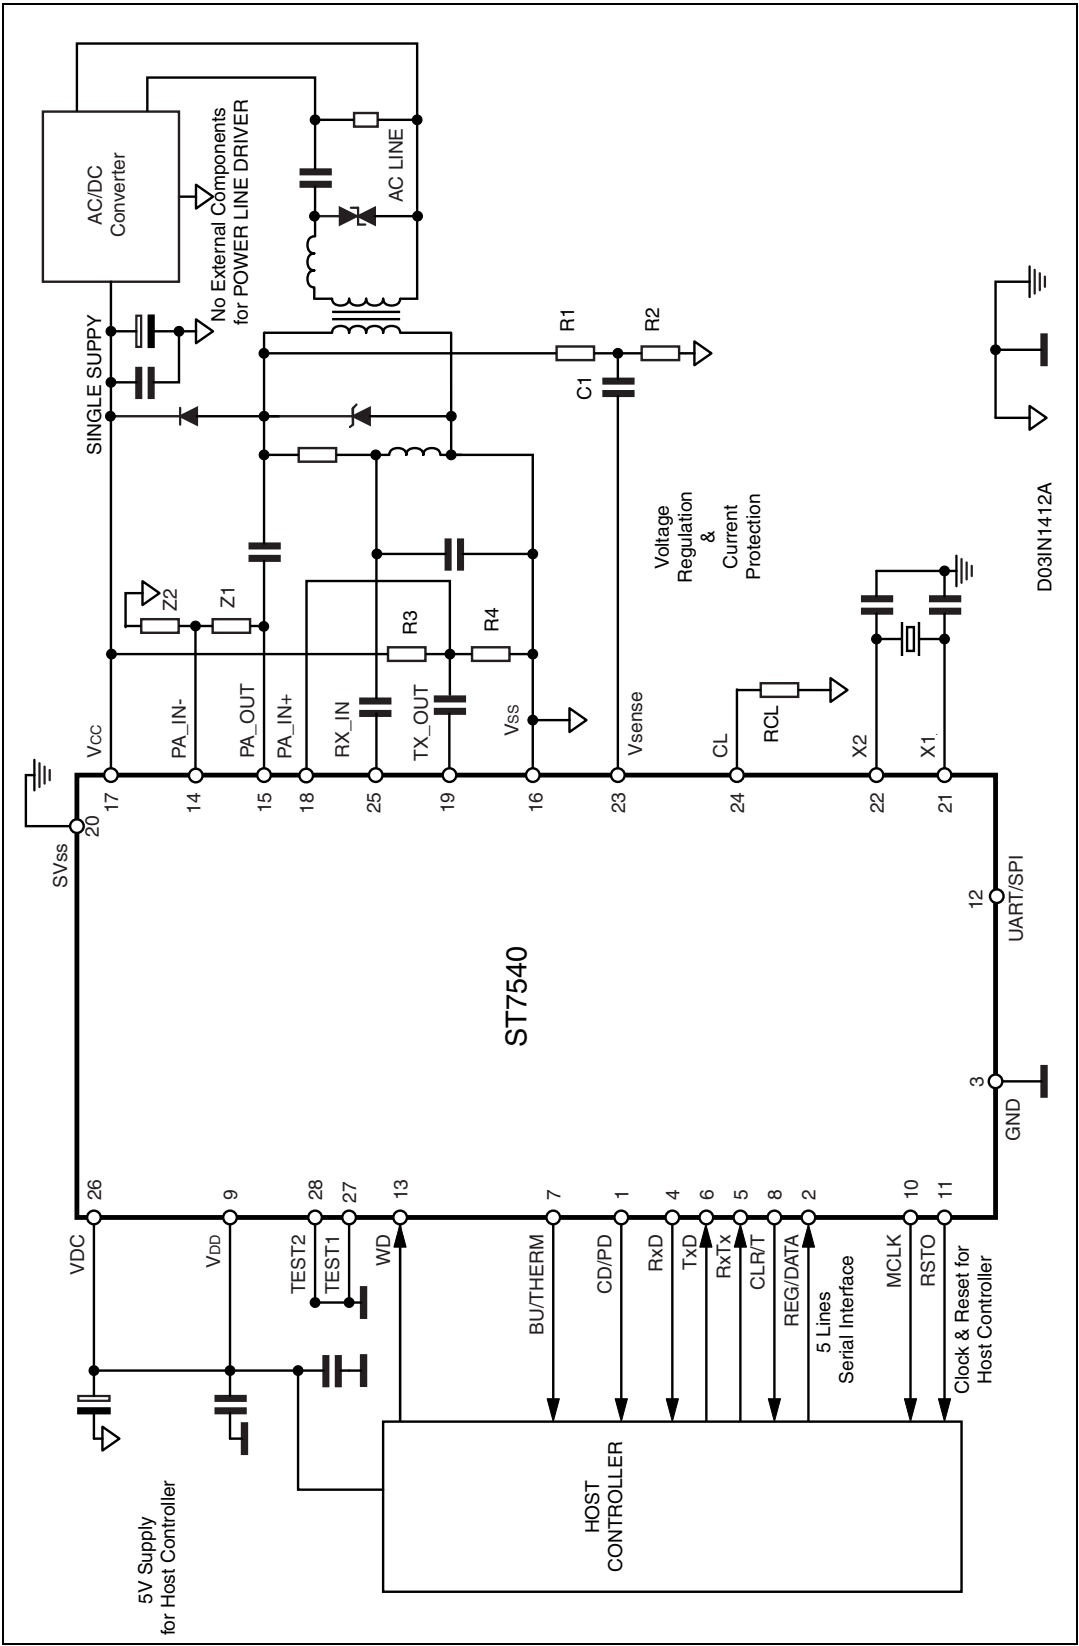 5V Supply
for Host Controller
HOST
CONTROLLER
VDC
26
VDD
9
TEST2
28
TEST1
27
WD
13
BU/THERM
7
CD/PD
1
RxD
4
TxD
6
RxTx
5
CLR/T
8
REG/DATA
2
5 Lines
Serial Interface
MCLK
10
RSTO
11
Clock & Reset for
Host Controller
ST7540
3
GND
12
UART/SPI
SVss
20
17
Vcc
14
PA_IN-
15
PA_OUT
18
PA_IN+
25
RX_IN
19
TX_OUT
16
Vss
23
Vsense
24
CL
22
X2
21
X1
Z2
Z1
R3
R4
RCL
SINGLE SUPPY
AC/DC
Converter
No External Components
for POWER LINE DRIVER
AC LINE
C1
R1
R2
Voltage
Regulation
&
Current
Protection
D03IN1412A